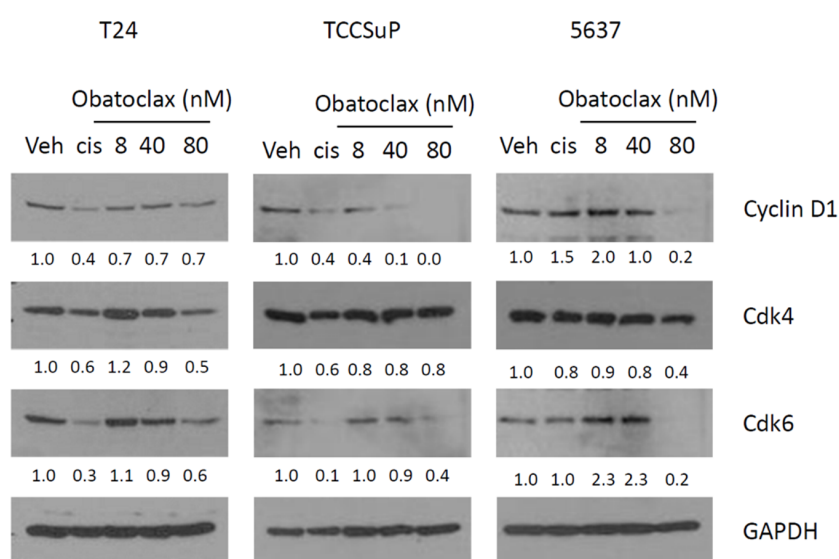 T24 TCCSuP 5637
Obatoclax (nM) Obatoclax (nM) Obatoclax (nM)
Veh cis 8 40 80 Veh cis 8 40 80 Veh cis 8 40 80
Cyclin D1
1.0 0.4 0.7 0.7 0.7 1.0 0.4 0.4 0.1 0.0 1.0 1.5 2.0 1.0 0.2
Cdk4
1.0 0.6 1.2 0.9 0.5 1.0 0.6 0.8 0.8 0.8 1.0 0.8 0.9 0.8 0.4
Cdk6
1.0 0.3 1.1 0.9 0.6 1.0 0.1 1.0 0.9 0.4 1.0 1.0 2.3 2.3 0.2
GAPDH